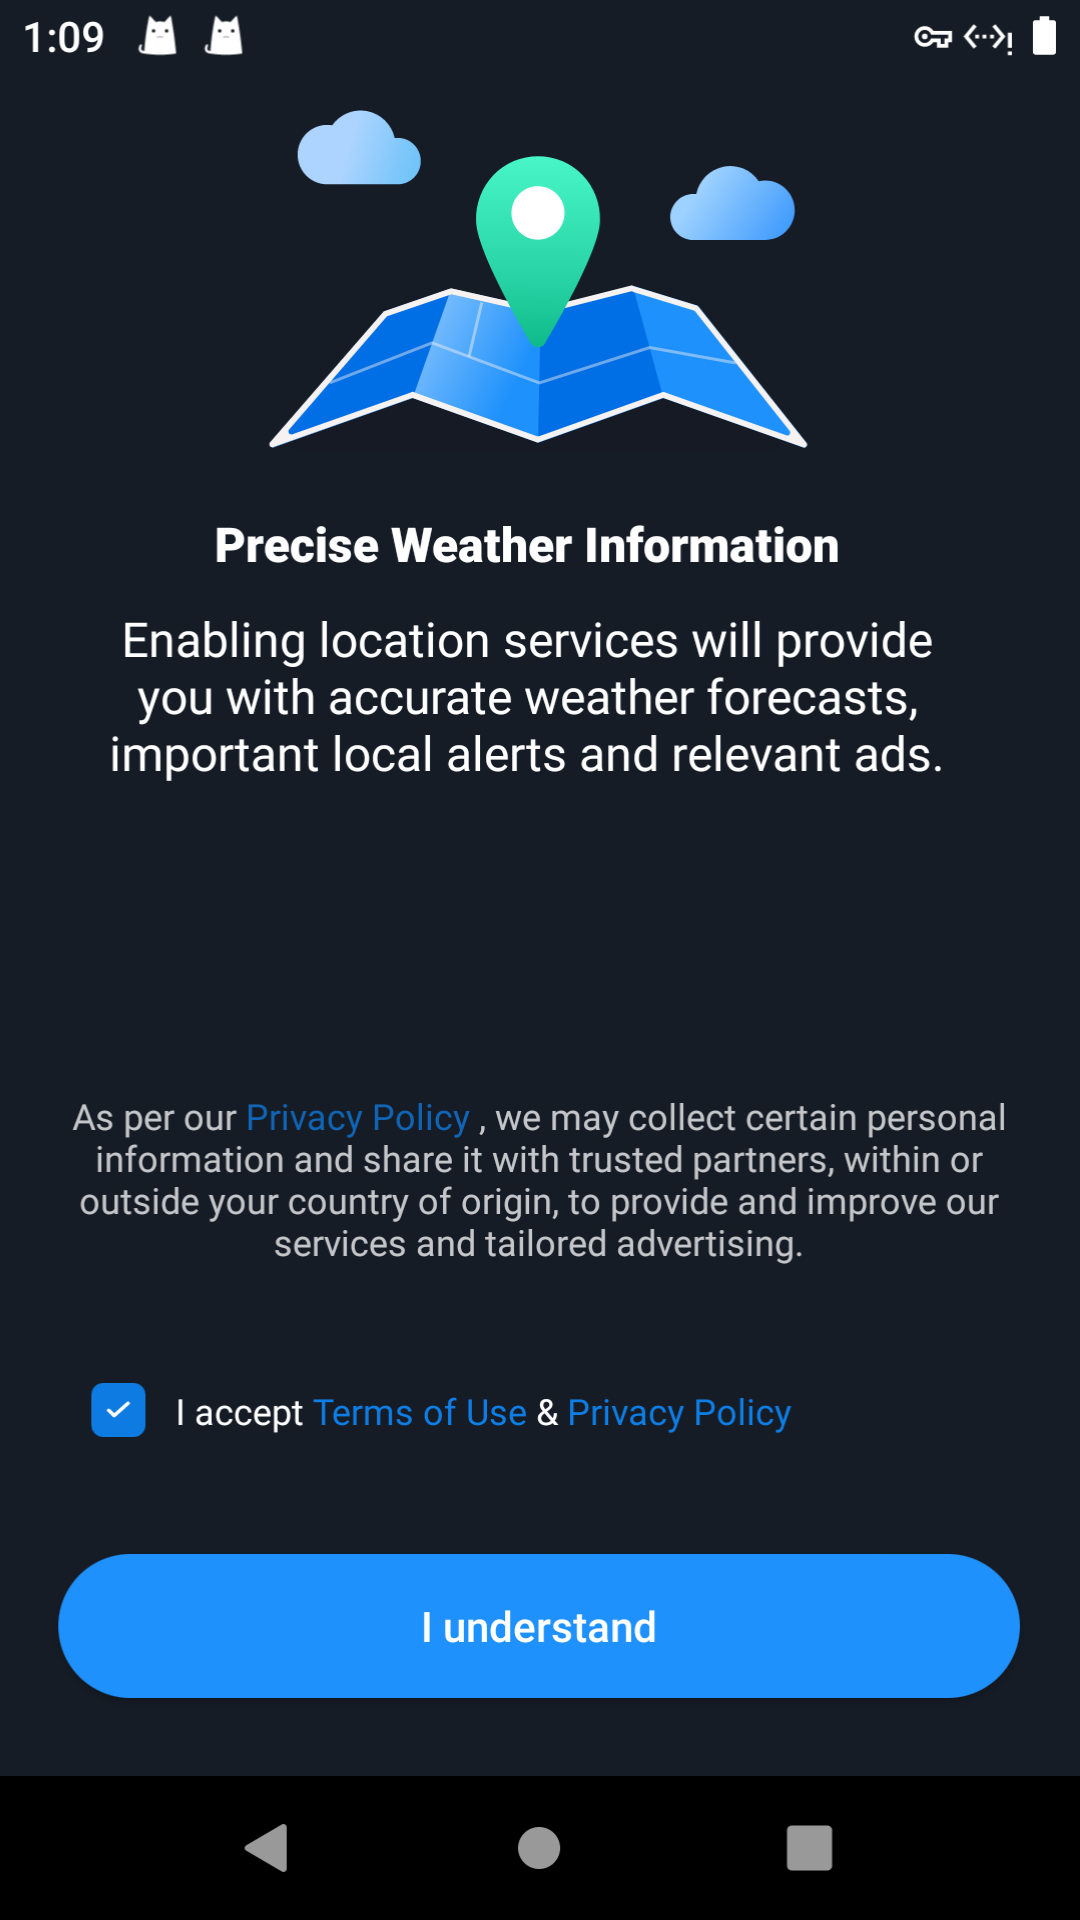 1:09
Precise Weather Information
Enabling location services will provide
you with accurate weather forecasts,
important local alerts and relevant ads.
As per our Privacy Policy , we may collect certain personal
information and share it with trusted partners, within or
outside your country of origin, to provide and improve our
services and tailored advertising.
I accept Terms of Use & Privacy Policy
I understand